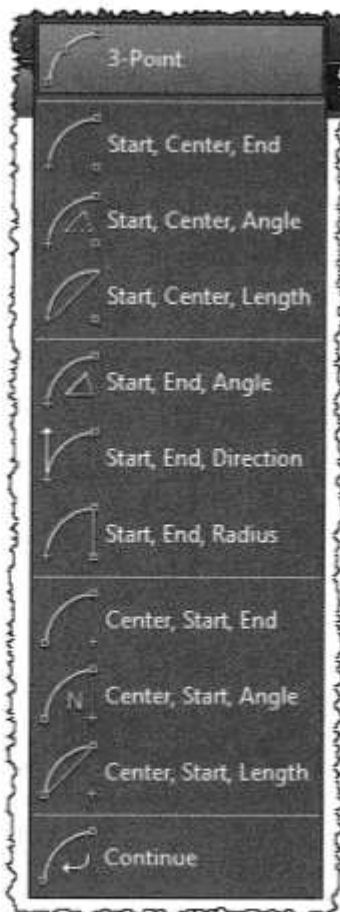 3-Point
Start, Center, End
Start, Center, Angle
Start, Center, Length
Start, End, Angle
Start, End, Direction
Start, End, Radius
Center, Start, End
Center, Start, Angle
Center, Start, Length
Continue